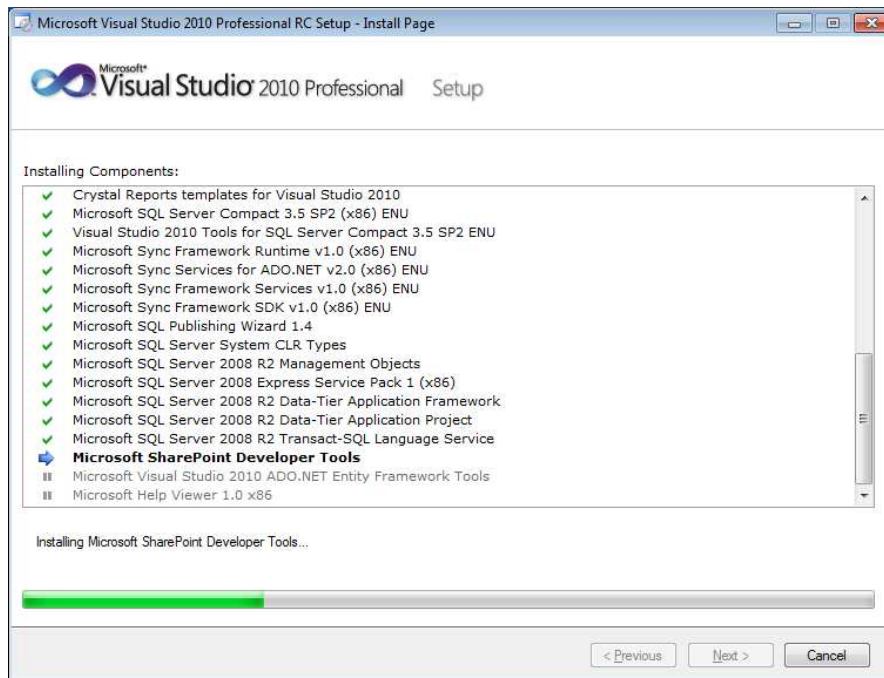 Microsoft Visual Studio 2010 Professional RC Setup - Install Page
Microsoft®
Visual Studio® 2010 Professional Setup
Installing Components:
Crystal Reports templates for Visual Studio 2010
Microsoft SQL Server Compact 3.5 SP2 (x86) ENU
Visual Studio 2010 Tools for SQL Server Compact 3.5 SP2 ENU
Microsoft Sync Framework Runtime v1.0 (x86) ENU
Microsoft Sync Services for ADO.NET v2.0 (x86) ENU
Microsoft Sync Framework Services v1.0 (x86) ENU
Microsoft Sync Framework SDK v1.0 (x86) ENU
Microsoft SQL Publishing Wizard 1.4
Microsoft SQL Server System CLR Types
Microsoft SQL Server 2008 R2 Management Objects
Microsoft SQL Server 2008 Express Service Pack 1 (x86)
Microsoft SQL Server 2008 R2 Data-Tier Application Framework
Microsoft SQL Server 2008 R2 Data-Tier Application Project
Microsoft SQL Server 2008 R2 Transact-SQL Language Service
Microsoft SharePoint Developer Tools
Microsoft Visual Studio 2010 ADO.NET Entity Framework Tools
Microsoft Help Viewer 1.0 x86
Installing Microsoft SharePoint Developer Tools...
< Previous Next > Cancel